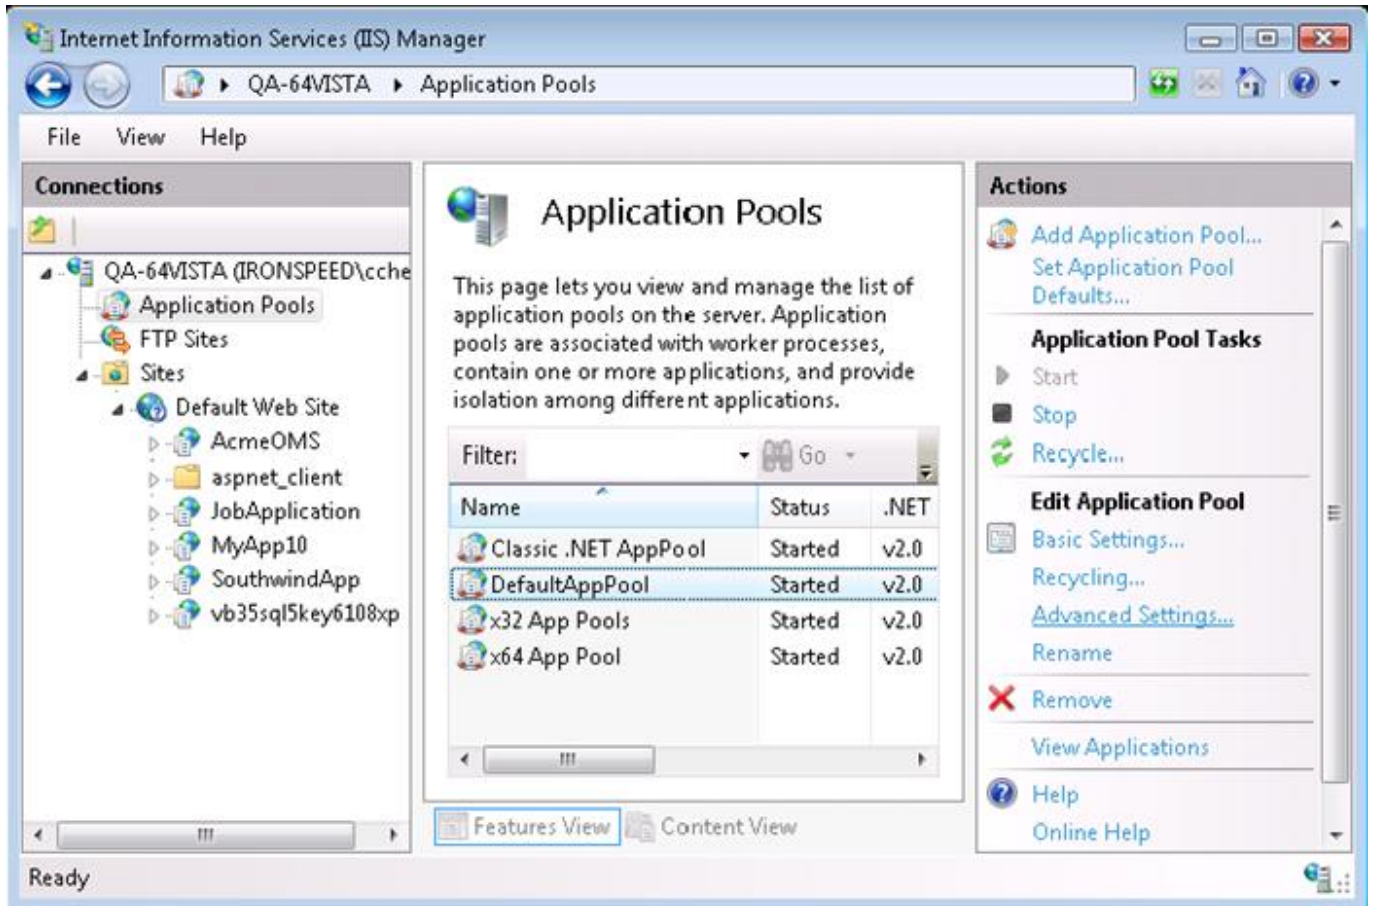 Internet Information Services (IIS) Manager
QA-64VISTA Application Pools
File View Help
Connections
QA-64VISTA (IRONSPEED\cche
Application Pools
FTP Sites
Sites
Default Web Site
AcmeOMS
aspnet_client
JobApplication
MyApp10
SouthwindApp
vb35sql5key6108xp
Application Pools
This page lets you view and manage the list of
application pools on the server. Application
pools are associated with worker processes,
contain one or more applications, and provide
isolation among different applications.
Filter: Go
Name Status .NET
Classic .NET AppPool Started v2.0
DefaultAppPool Started v2.0
x32 App Pools Started v2.0
x64 App Pool Started v2.0
Features View Content View
Actions
Add Application Pool...
Set Application Pool
Defaults...
Application Pool Tasks
Start
Stop
Recycle...
Edit Application Pool
Basic Settings...
Recycling...
Advanced Settings...
Rename
Remove
View Applications
Help
Online Help
Ready